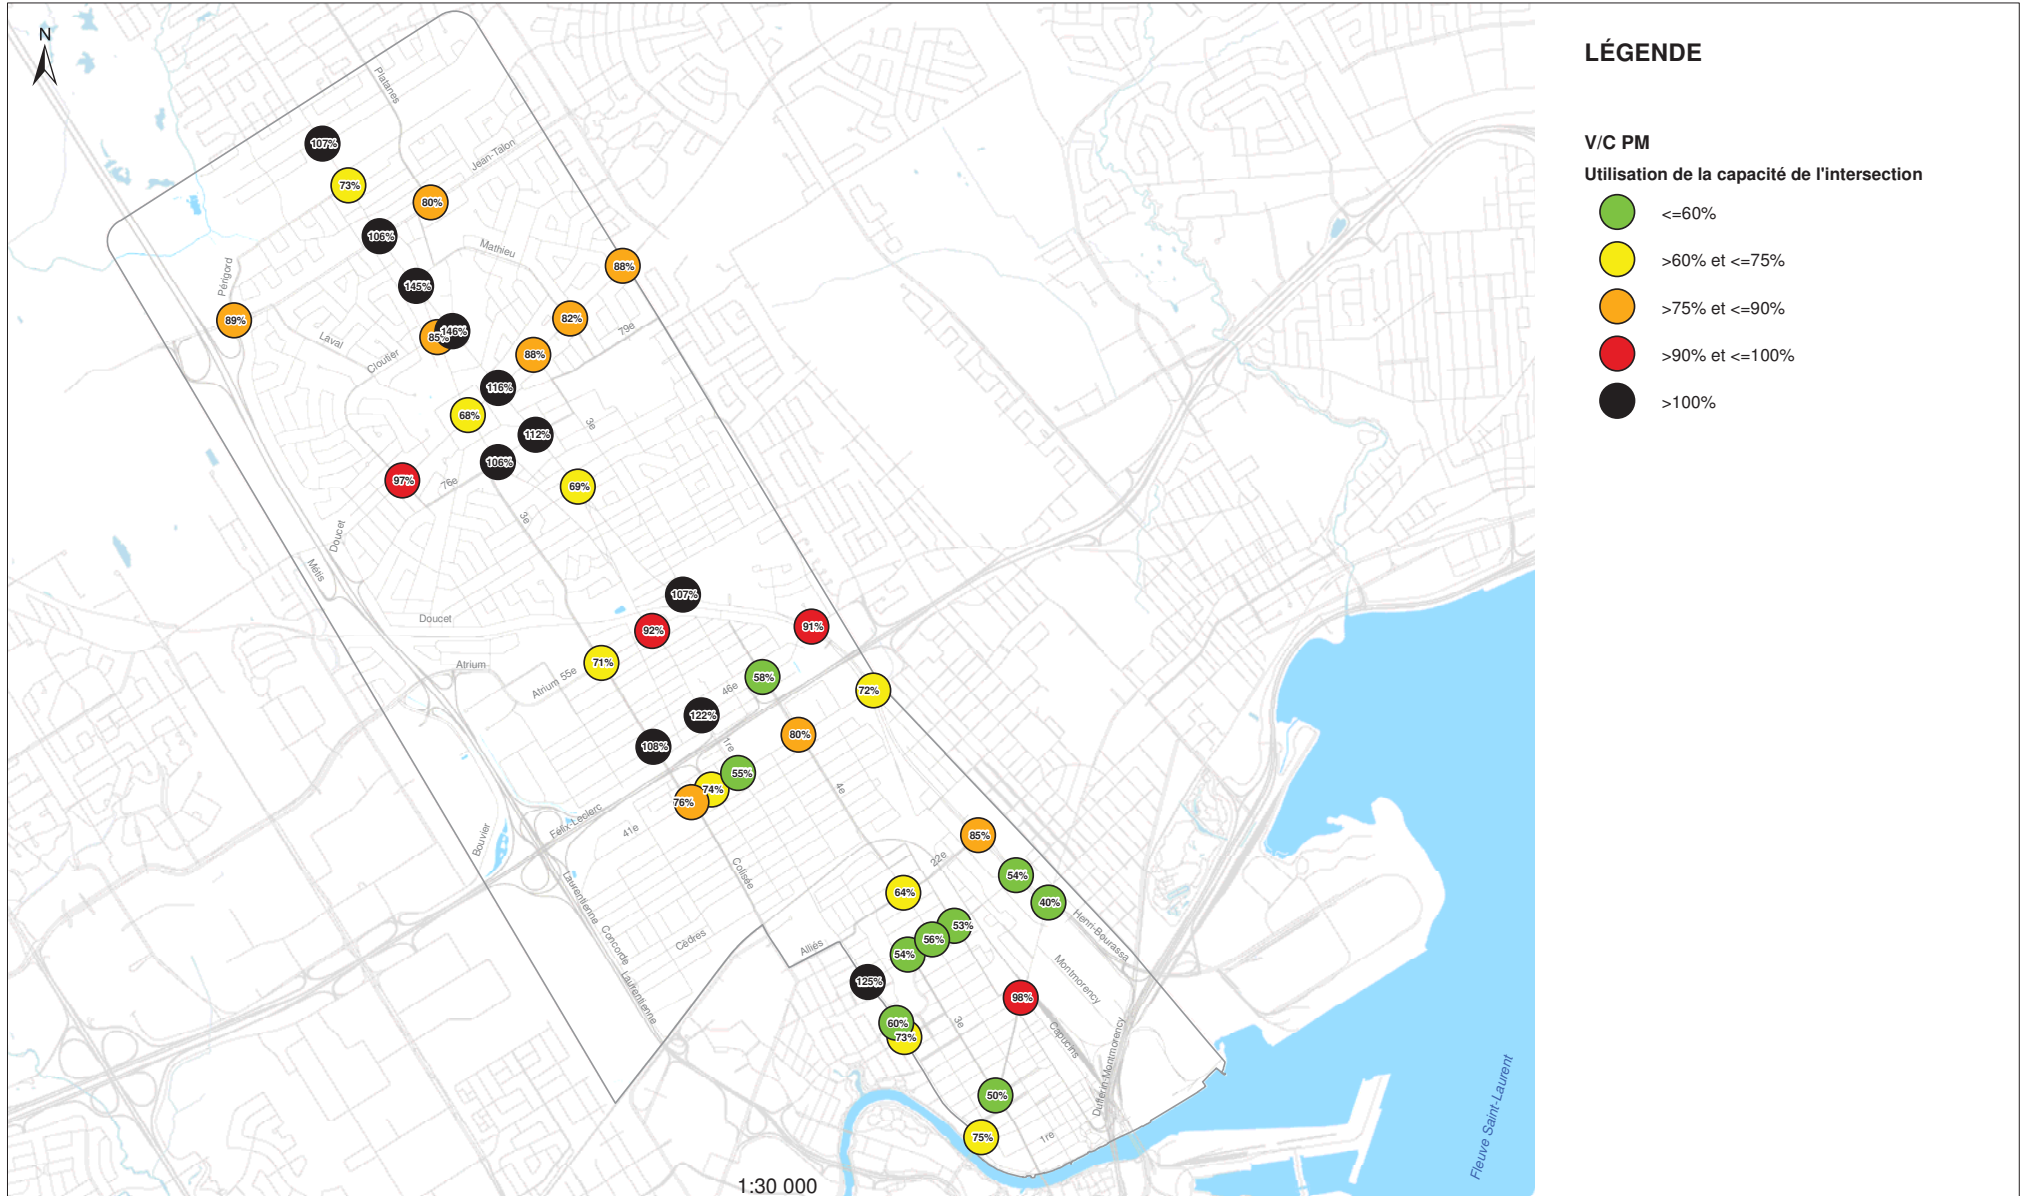 N
LÉGENDE
V/C PM
Utilisation de la capacité de l'intersection
<=60%
>60% et <=75%
>75% et <=90%
>90% et <=100%
>100%
Platanes
107%
Jean-Talon
73%
80%
106%
Mathieu
88%
Périgord
145%
89%
82%
79e
146%
85%
Laval
Cloutier
88%
116%
68%
3e
112%
106%
97%
76e
69%
3e
Doucet
Métis
107%
Doucet
92%
91%
71%
Atrium
Atrium 55e
58%
46e
72%
122%
80%
1re
108%
55%
74%
76%
4e
Félix-Leclerc
41e
Bouvier
85%
22e
Colisée
54%
64%
40%
Laurentienne
53%
Henri-Bourassa
56%
Cèdres
Alliés
Concorde
54%
Montmorency
125%
Laurentienne
98%
60%
3e
73%
Capucins
Dufferin-Montmorency
50%
75%
1re
Fleuve Saint-Laurent
1:30 000